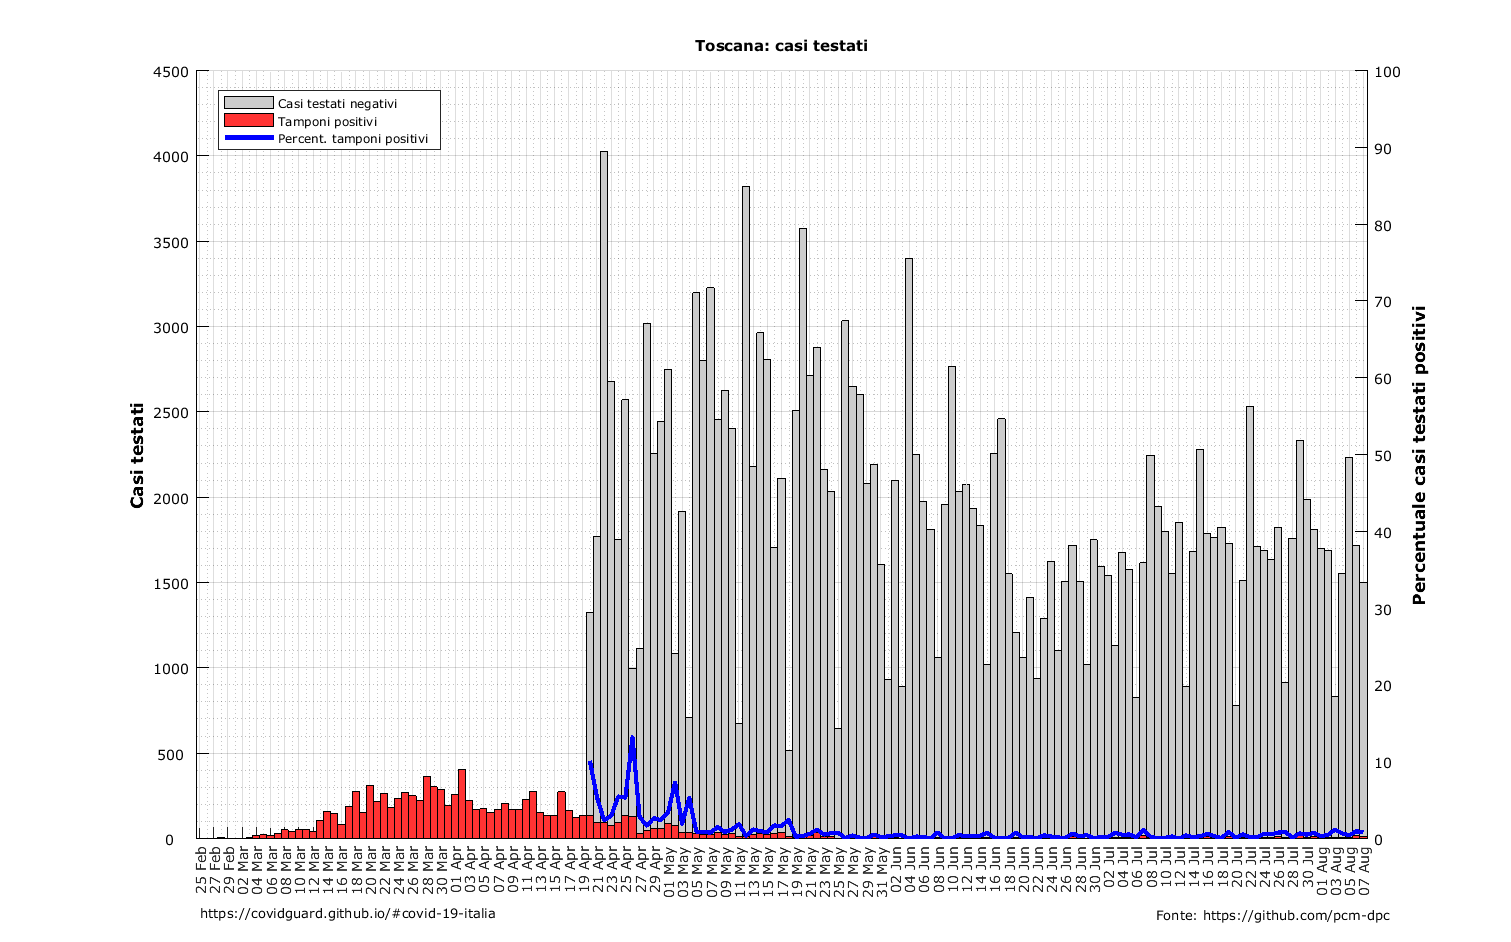 Toscana: casi testati
4500
4000
3500
3000
2500
2000
1500
1000
500
0
100
90
80
70
60
50
40
30
20
10
0
Casi testati negativi
Tamponi positivi
Percent. tamponi positivi
Casi testati
Percentuale casi testati positivi
25 Feb
27 Feb
29 Feb
02 Mar
04 Mar
06 Mar
08 Mar
10 Mar
12 Mar
14 Mar
16 Mar
18 Mar
20 Mar
22 Mar
24 Mar
26 Mar
28 Mar
30 Mar
01 Apr
03 Apr
05 Apr
07 Apr
09 Apr
11 Apr
13 Apr
15 Apr
17 Apr
19 Apr
21 Apr
23 Apr
25 Apr
27 Apr
29 Apr
01 May
03 May
05 May
07 May
09 May
11 May
13 May
15 May
17 May
19 May
21 May
23 May
25 May
27 May
29 May
31 May
02 Jun
04 Jun
06 Jun
08 Jun
10 Jun
12 Jun
14 Jun
16 Jun
18 Jun
20 Jun
22 Jun
24 Jun
26 Jun
28 Jun
30 Jun
02 Jul
04 Jul
06 Jul
08 Jul
10 Jul
12 Jul
14 Jul
16 Jul
18 Jul
20 Jul
22 Jul
24 Jul
26 Jul
28 Jul
30 Jul
01 Aug
03 Aug
05 Aug
07 Aug
https://covidguard.github.io/#covid-19-italia
Fonte: https://github.com/pcm-dpc